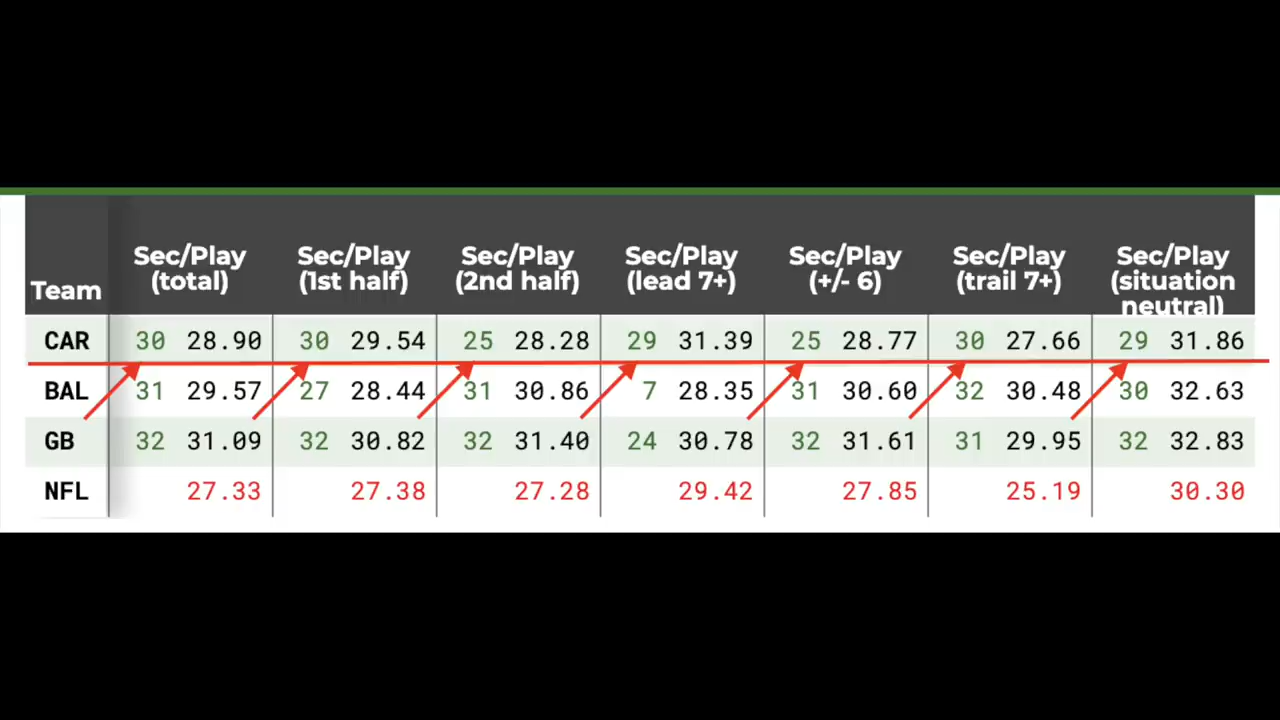 Team Sec/Play (total) Sec/Play (1st half) Sec/Play (2nd half) Sec/Play (lead 7+) Sec/Play (+/- 6) Sec/Play (trail 7+) Sec/Play (situation neutral)
CAR 30 28.90 30 29.54 25 28.28 29 31.39 25 28.77 30 27.66 29 31.86
BAL 31 29.57 27 28.44 31 30.86 7 28.35 31 30.60 32 30.48 30 32.63
GB 32 31.09 32 30.82 32 31.40 24 30.78 32 31.61 31 29.95 32 32.83
NFL 27.33 27.38 27.28 29.42 27.85 25.19 30.30